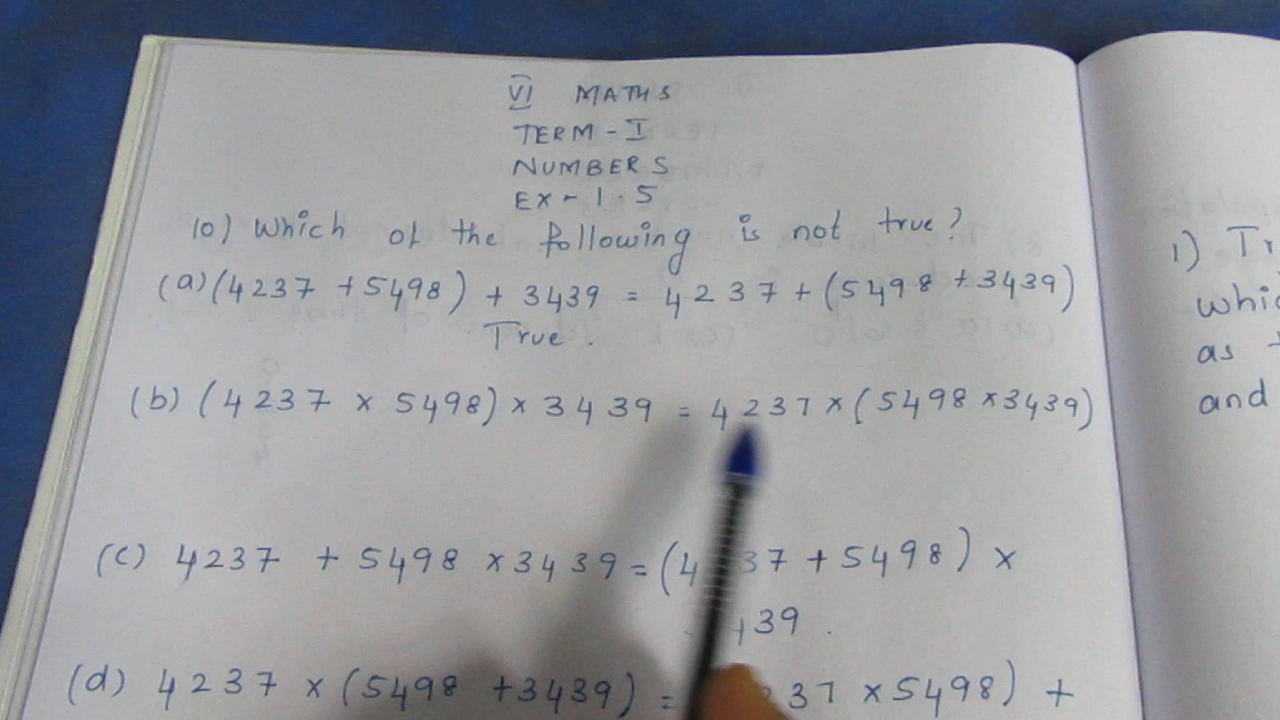 VI MATHS
TERM - I
NUMBERS
EX - 1.5
10) Which of the following is not true?
(a) (4237 + 5498) + 3439 = 4237 + (5498 + 3439)
True.
(b) (4237 × 5498) × 3439 = 4237 × (5498 × 3439)
(c) 4237 + 5498 × 3439 = (4 37 + 5498) ×
39.
(d) 4237 × (5498 + 3439) = 237 × 5498) +
1) Tr
whic
as
and